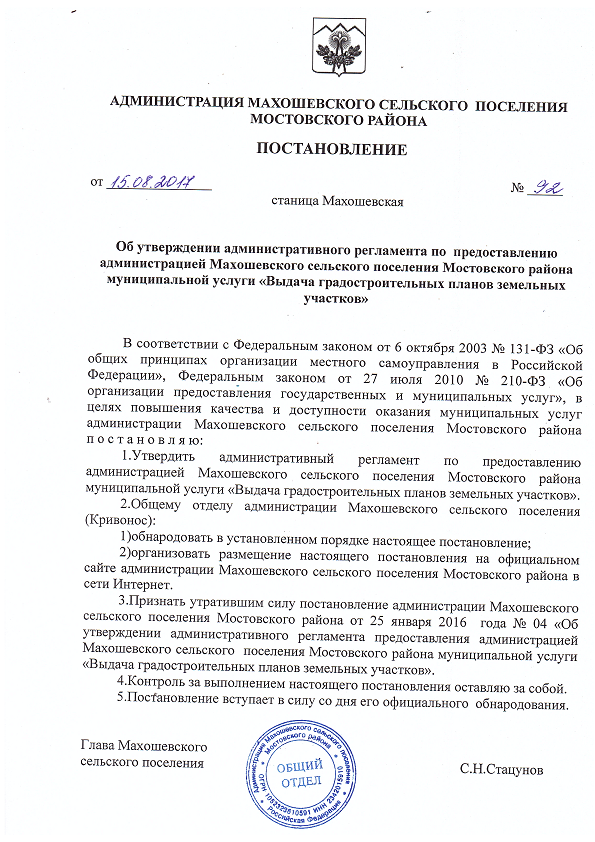 АДМИНИСТРАЦИЯ МАХОШЕВСКОГО СЕЛЬСКОГО ПОСЕЛЕНИЯ
МОСТОВСКОГО РАЙОНА
ПОСТАНОВЛЕНИЕ
от 15.08.2017 № 92
станица Махошевская
Об утверждении административного регламента по предоставлению
администрацией Махошевского сельского поселения Мостовского района
муниципальной услуги «Выдача градостроительных планов земельных
участков»
В соответствии с Федеральным законом от 6 октября 2003 № 131-ФЗ «Об
общих принципах организации местного самоуправления в Российской
Федерации», Федеральным законом от 27 июля 2010 № 210-ФЗ «Об
организации предоставления государственных и муниципальных услуг», в
целях повышения качества и доступности оказания муниципальных услуг
администрации Махошевского сельского поселения Мостовского района
п о с т а н о в л я ю:
1.Утвердить административный регламент по предоставлению
администрацией Махошевского сельского поселения Мостовского района
муниципальной услуги «Выдача градостроительных планов земельных участков».
2.Общему отделу администрации Махошевского сельского поселения
(Кривонос):
1)обнародовать в установленном порядке настоящее постановление;
2)организовать размещение настоящего постановления на официальном
сайте администрации Махошевского сельского поселения Мостовского района в
сети Интернет.
3.Признать утратившим силу постановление администрации Махошевского
сельского поселения Мостовского района от 25 января 2016 года № 04 «Об
утверждении административного регламента предоставления администрацией
Махошевского сельского поселения Мостовского района муниципальной услуги
«Выдача градостроительных планов земельных участков».
4.Контроль за выполнением настоящего постановления оставляю за собой.
5.Постановление вступает в силу со дня его официального обнародования.
Глава Махошевского
сельского поселения
С.Н.Стацунов
Администрация Махошевского сельского поселения
Мостовского района
ОБЩИЙ
ОТДЕЛ
Российская Федерация